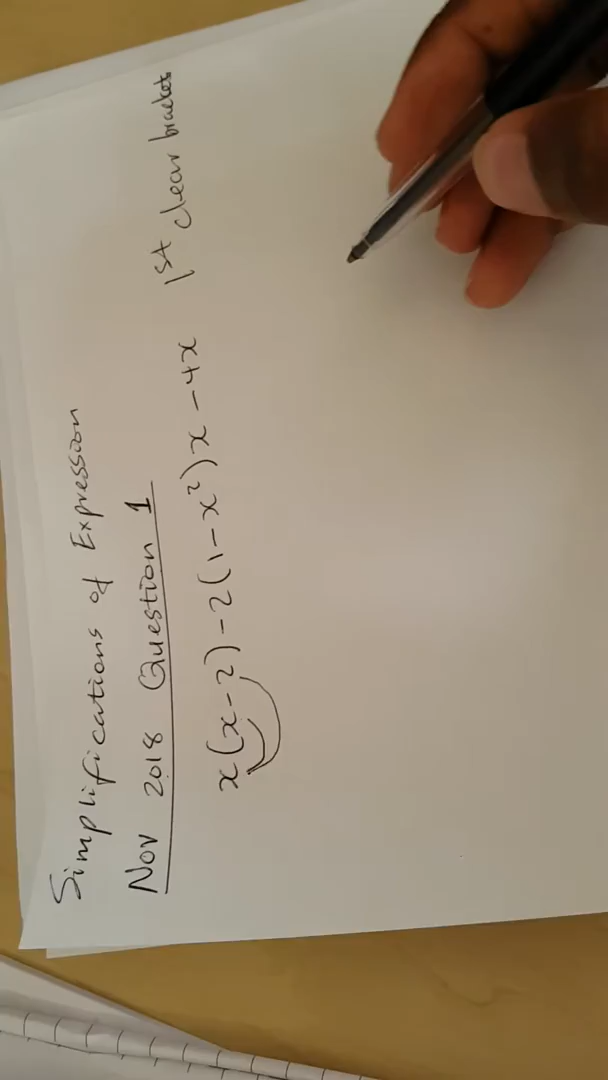 Simplifications of Expression
Nov 2018 Question 1
x(x-2)-2(1-x²)x-4x 1st clear brackets